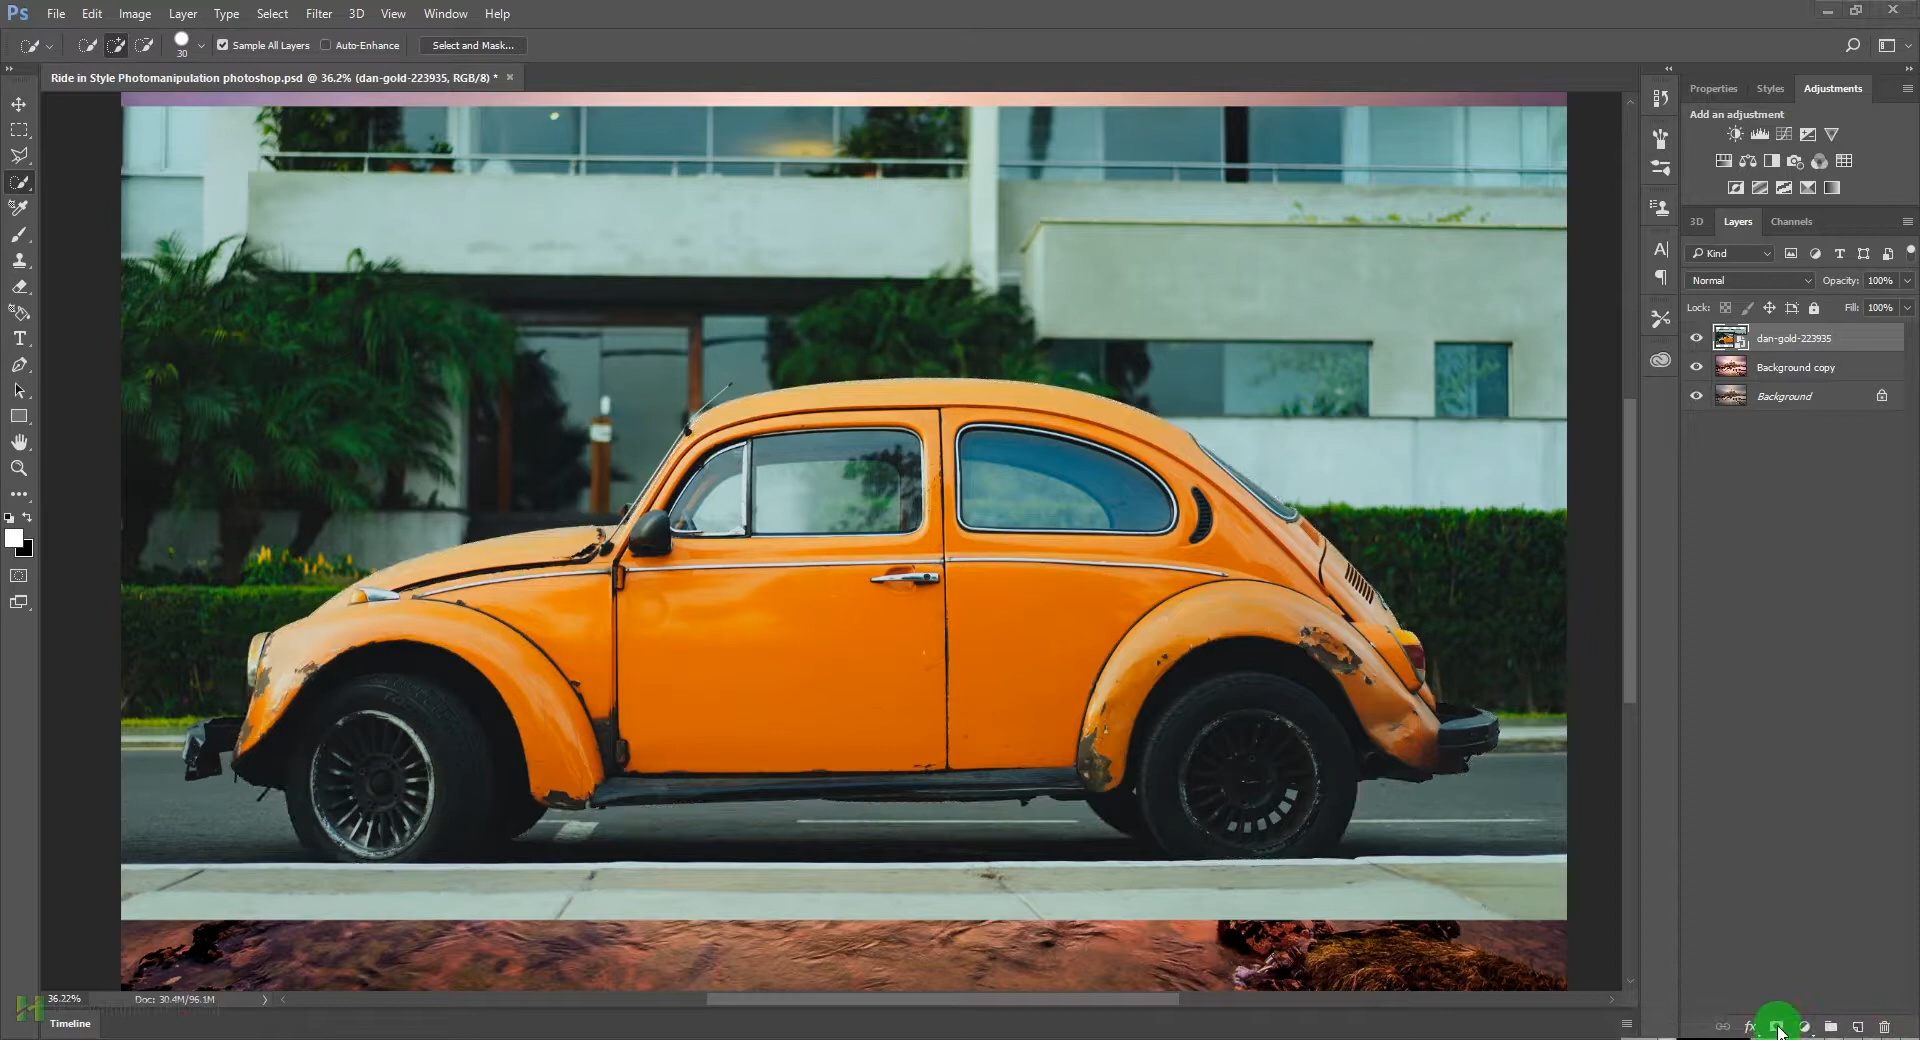 Ps File Edit Image Layer Type Select Filter 3D View Window Help
30 Sample All Layers Auto-Enhance Select and Mask...
Ride in Style Photomanipulation photoshop.psd @ 36.2% (dan-gold-223935, RGB/8) * ×
Properties Styles Adjustments
Add an adjustment
3D Layers Channels
Kind
Normal Opacity: 100%
Lock: Fill: 100%
dan-gold-223935
Background copy
Background
36.22% Doc: 30.4M/96.1M
Timeline
fx